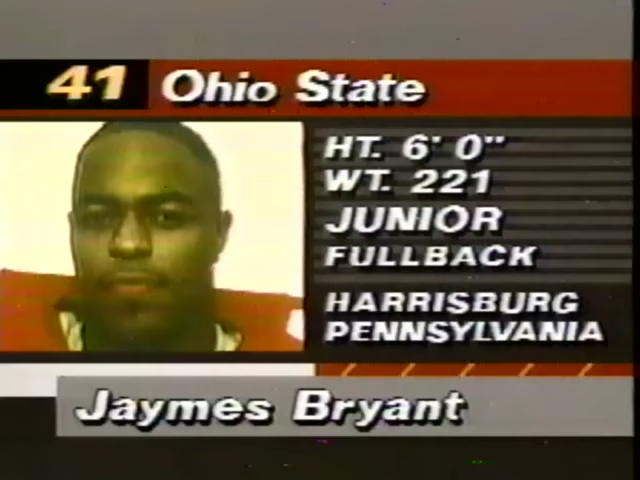 41 Ohio State
HT. 6' 0"
WT. 221
JUNIOR
FULLBACK
HARRISBURG
PENNSYLVANIA
Jaymes Bryant